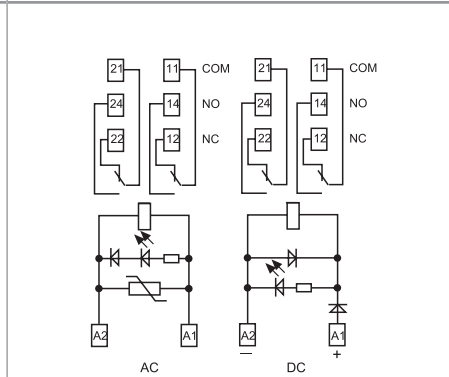 21 11 COM 21 11 COM
24 14 NO 24 14 NO
22 12 NC 22 12 NC
A2 A1 A2 A1
— +
AC DC